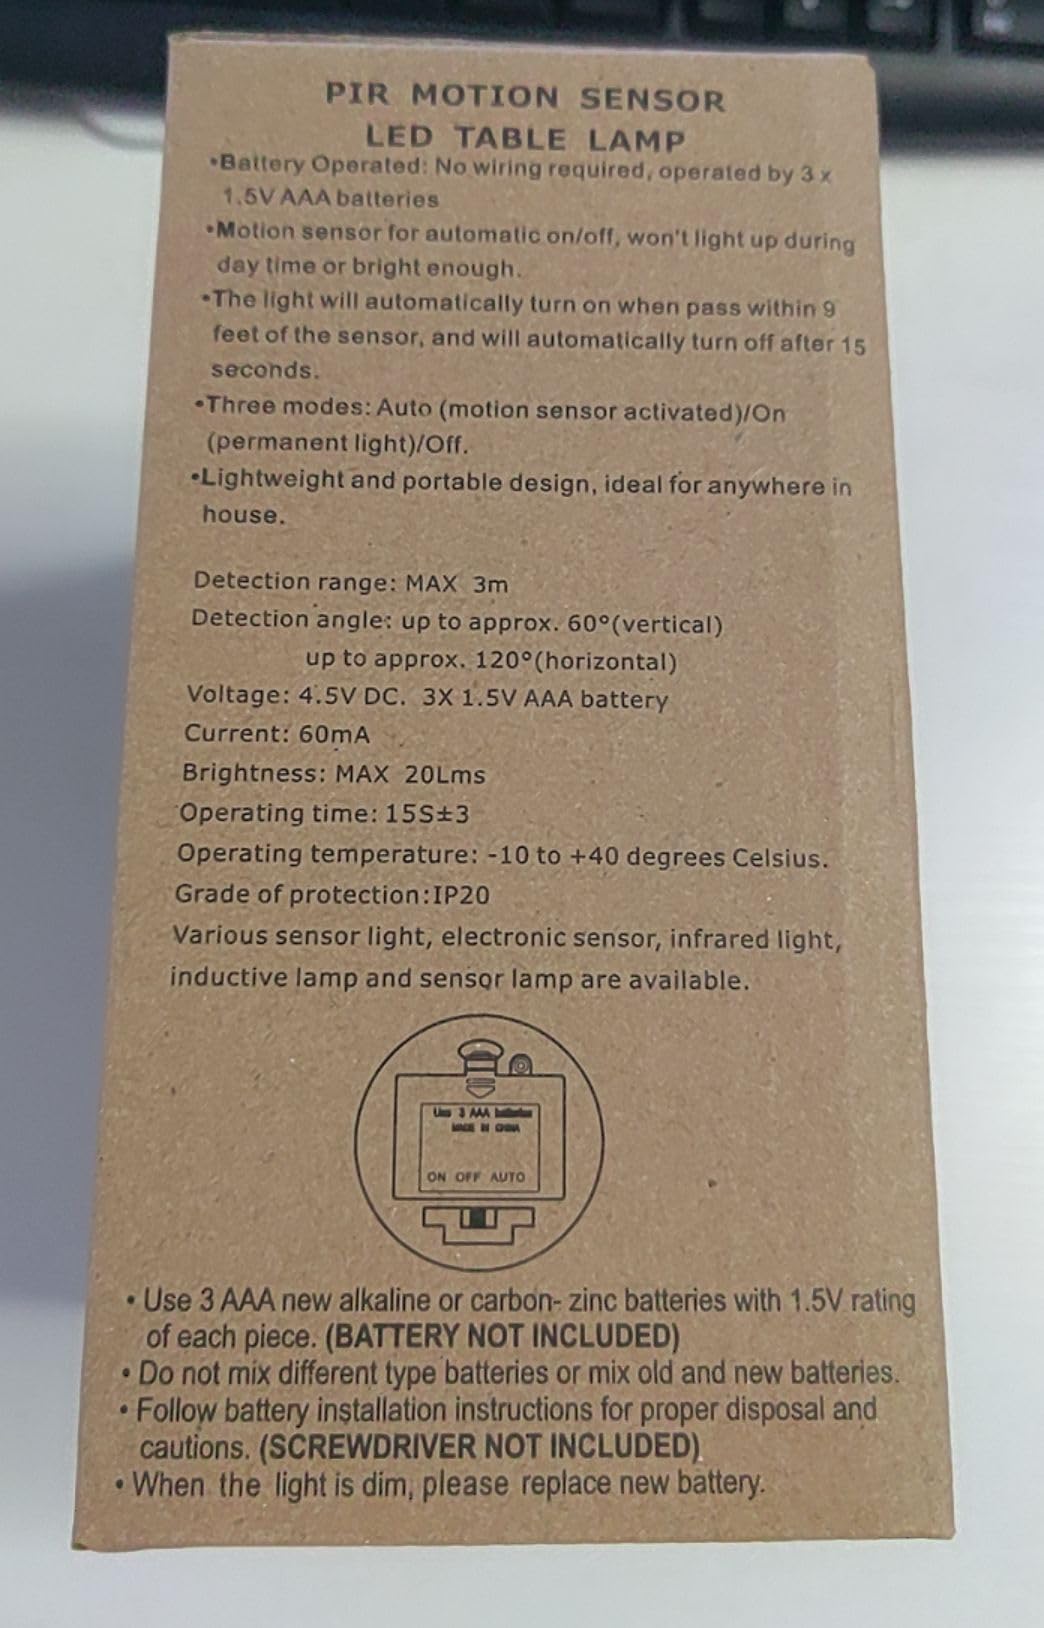 PIR MOTION SENSOR
LED TABLE LAMP
•Battery Operated: No wiring required, operated by 3 x
1.5V AAA batteries
•Motion sensor for automatic on/off, won't light up during
day time or bright enough.
•The light will automatically turn on when pass within 9
feet of the sensor, and will automatically turn off after 15
seconds.
•Three modes: Auto (motion sensor activated)/On
(permanent light)/Off.
•Lightweight and portable design, ideal for anywhere in
house.
Detection range: MAX 3m
Detection angle: up to approx. 60°(vertical)
up to approx. 120°(horizontal)
Voltage: 4.5V DC. 3X 1.5V AAA battery
Current: 60mA
Brightness: MAX 20Lms
Operating time: 15S±3
Operating temperature: -10 to +40 degrees Celsius.
Grade of protection:IP20
Various sensor light, electronic sensor, infrared light,
inductive lamp and sensor lamp are available.
Use 3 AAA batteries
MADE IN CHINA
ON OFF AUTO
• Use 3 AAA new alkaline or carbon- zinc batteries with 1.5V rating
of each piece. (BATTERY NOT INCLUDED)
• Do not mix different type batteries or mix old and new batteries.
• Follow battery installation instructions for proper disposal and
cautions. (SCREWDRIVER NOT INCLUDED)
• When the light is dim, please replace new battery.